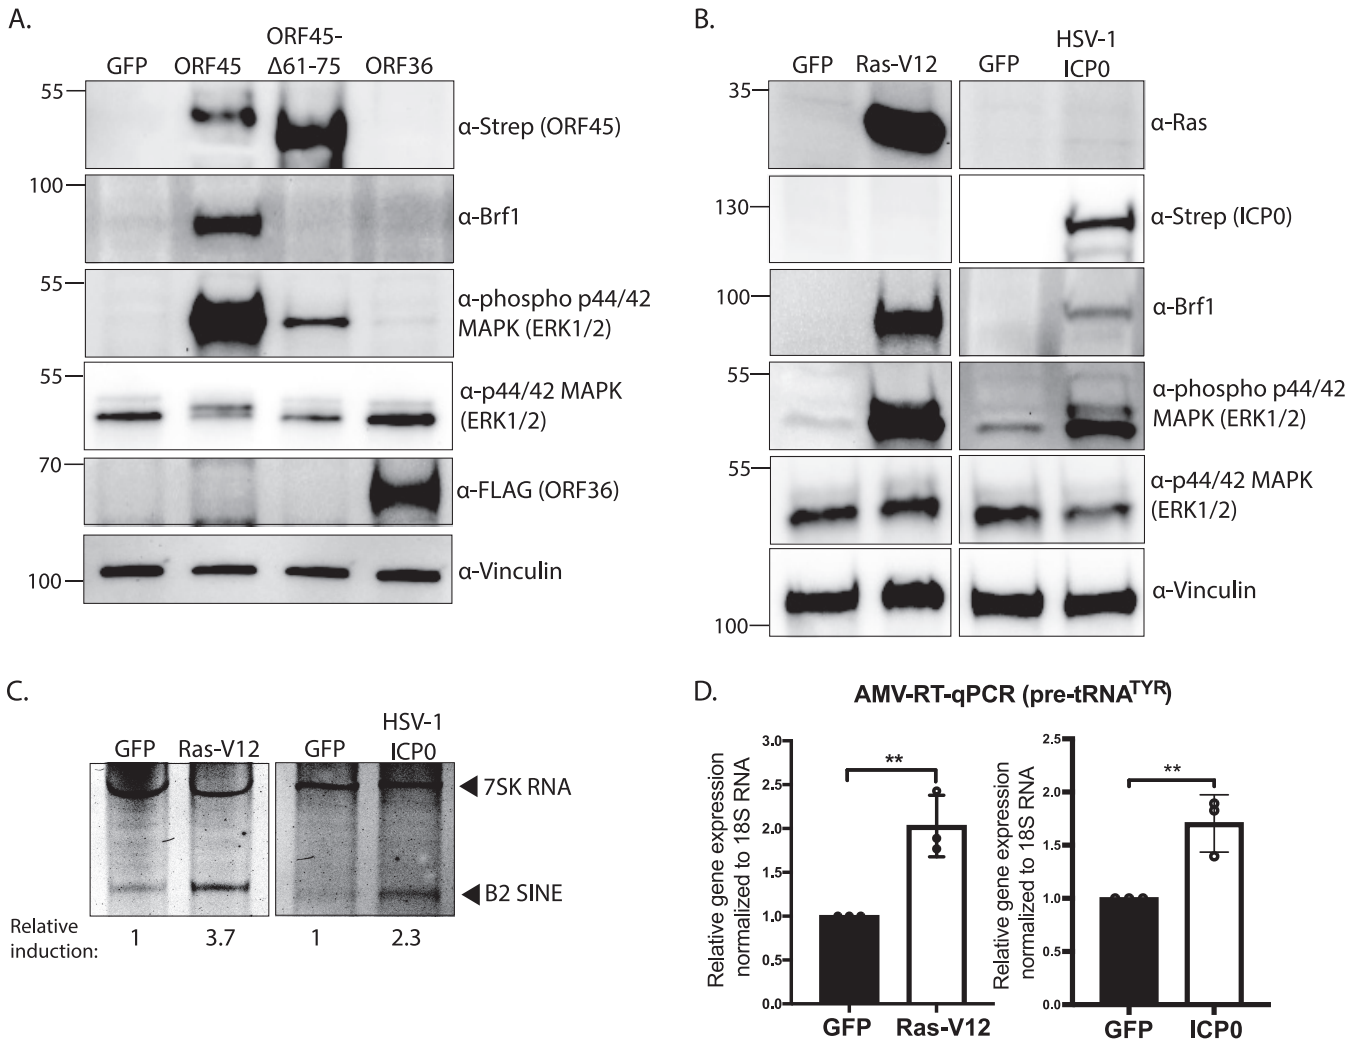 A.
GFP ORF45 ORF45-
Δ61-75 ORF36
55
α-Strep (ORF45)
100
α-Brf1
55
α-phospho p44/42
MAPK (ERK1/2)
55
α-p44/42 MAPK
(ERK1/2)
70
α-FLAG (ORF36)
100
α-Vinculin
B.
GFP Ras-V12 GFP HSV-1
ICP0
35
α-Ras
130
α-Strep (ICP0)
100
α-Brf1
55
α-phospho p44/42
MAPK (ERK1/2)
55
α-p44/42 MAPK
(ERK1/2)
α-Vinculin
100
C.
GFP Ras-V12 GFP HSV-1
ICP0
7SK RNA
B2 SINE
Relative
induction: 1 3.7 1 2.3
D.
AMV-RT-qPCR (pre-tRNATYR)
Relative gene expression
normalized to 18S RNA
3.0
2.5
2.0
1.5
1.0
0.5
0.0
**
GFP Ras-V12
Relative gene expression
normalized to 18S RNA
2.5
2.0
1.5
1.0
0.5
0.0
**
GFP ICP0